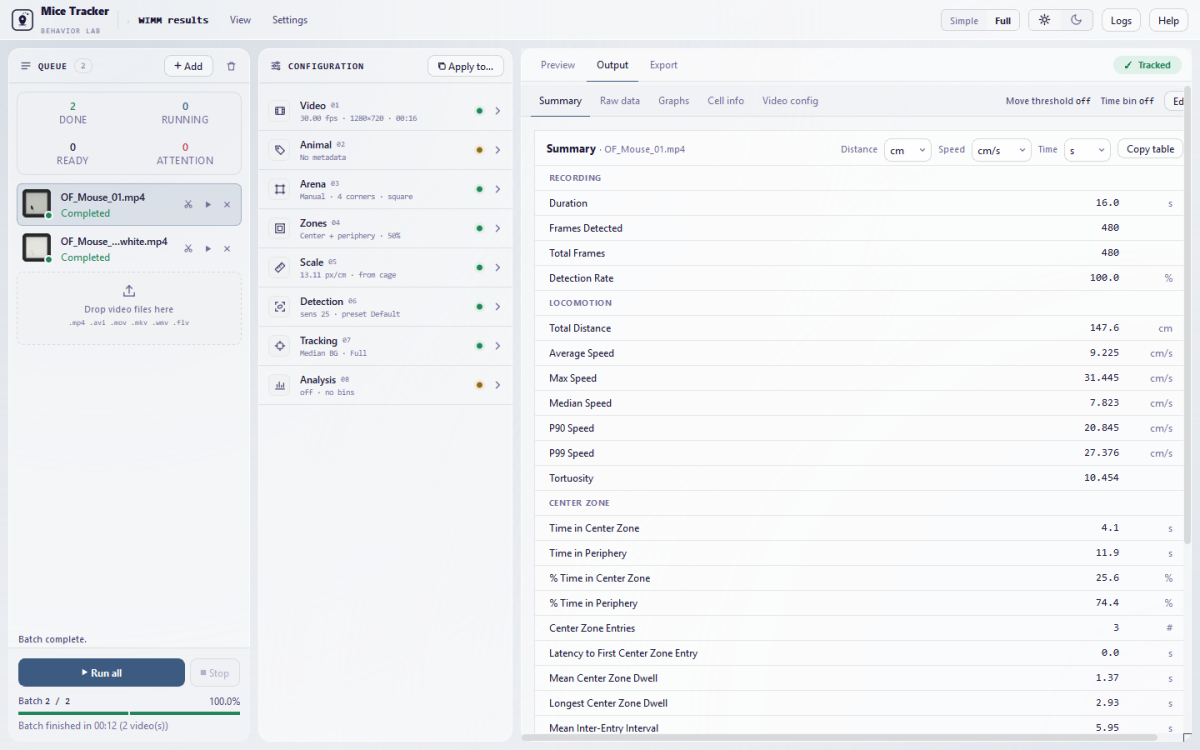 Mice Tracker
BEHAVIOR LAB
WIMM results
View
Settings
Simple
Full
Logs
Help
QUEUE 2
+ Add
2 DONE
0 RUNNING
0 READY
0 ATTENTION
OF_Mouse_01.mp4
Completed
OF_Mouse_...white.mp4
Completed
Drop video files here
.mp4 .avi .mov .mkv .wmv .flv
Batch complete.
Run all
Stop
Batch 2 / 2 100.0%
Batch finished in 00:12 (2 video(s))
CONFIGURATION
Apply to...
Video 01
30.00 fps · 1280×720 · 00:16
Animal 02
No metadata
Arena 03
Manual · 4 corners · square
Zones 04
Center + periphery · 50%
Scale 05
13.11 px/cm · from cage
Detection 06
sens 25 · preset Default
Tracking 07
Median BG · Full
Analysis 08
off · no bins
Preview
Output
Export
✓ Tracked
Summary
Raw data
Graphs
Cell info
Video config
Move threshold off
Time bin off
Ed
Summary · OF_Mouse_01.mp4
Distance cm
Speed cm/s
Time s
Copy table
RECORDING
Duration 16.0 s
Frames Detected 480
Total Frames 480
Detection Rate 100.0 %
LOCOMOTION
Total Distance 147.6 cm
Average Speed 9.225 cm/s
Max Speed 31.445 cm/s
Median Speed 7.823 cm/s
P90 Speed 20.845 cm/s
P99 Speed 27.376 cm/s
Tortuosity 10.454
CENTER ZONE
Time in Center Zone 4.1 s
Time in Periphery 11.9 s
% Time in Center Zone 25.6 %
% Time in Periphery 74.4 %
Center Zone Entries 3 #
Latency to First Center Zone Entry 0.0 s
Mean Center Zone Dwell 1.37 s
Longest Center Zone Dwell 2.93 s
Mean Inter-Entry Interval 5.95 s